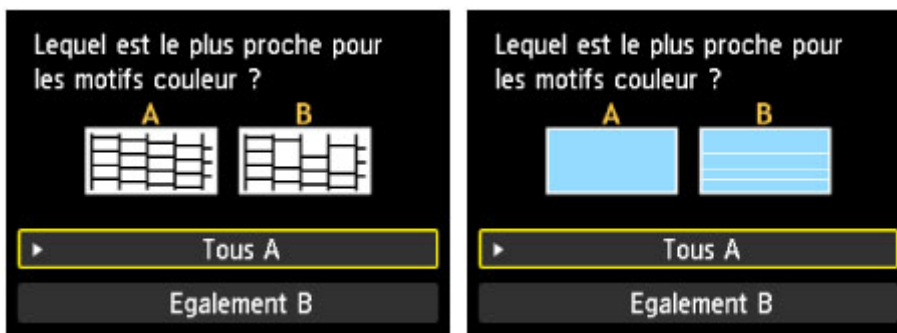 Lequel est le plus proche pour
les motifs couleur ?
A B
Tous A
Egalement B
Lequel est le plus proche pour
les motifs couleur ?
A B
Tous A
Egalement B